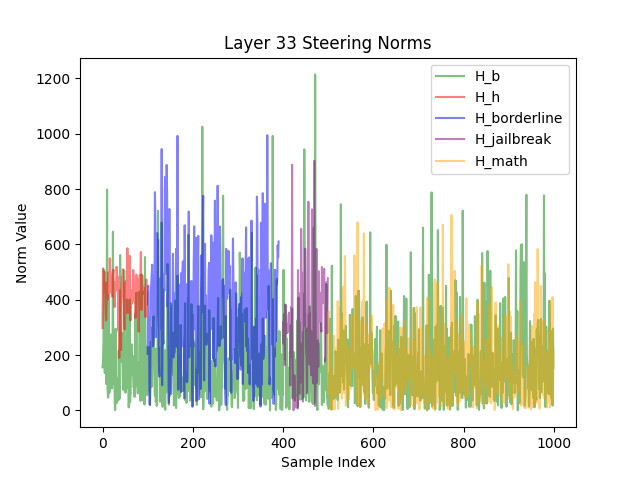 Layer 33 Steering Norms
Norm Value
1200
1000
800
600
400
200
0
H_b
H_h
H_borderline
H_jailbreak
H_math
0 200 400 600 800 1000
Sample Index